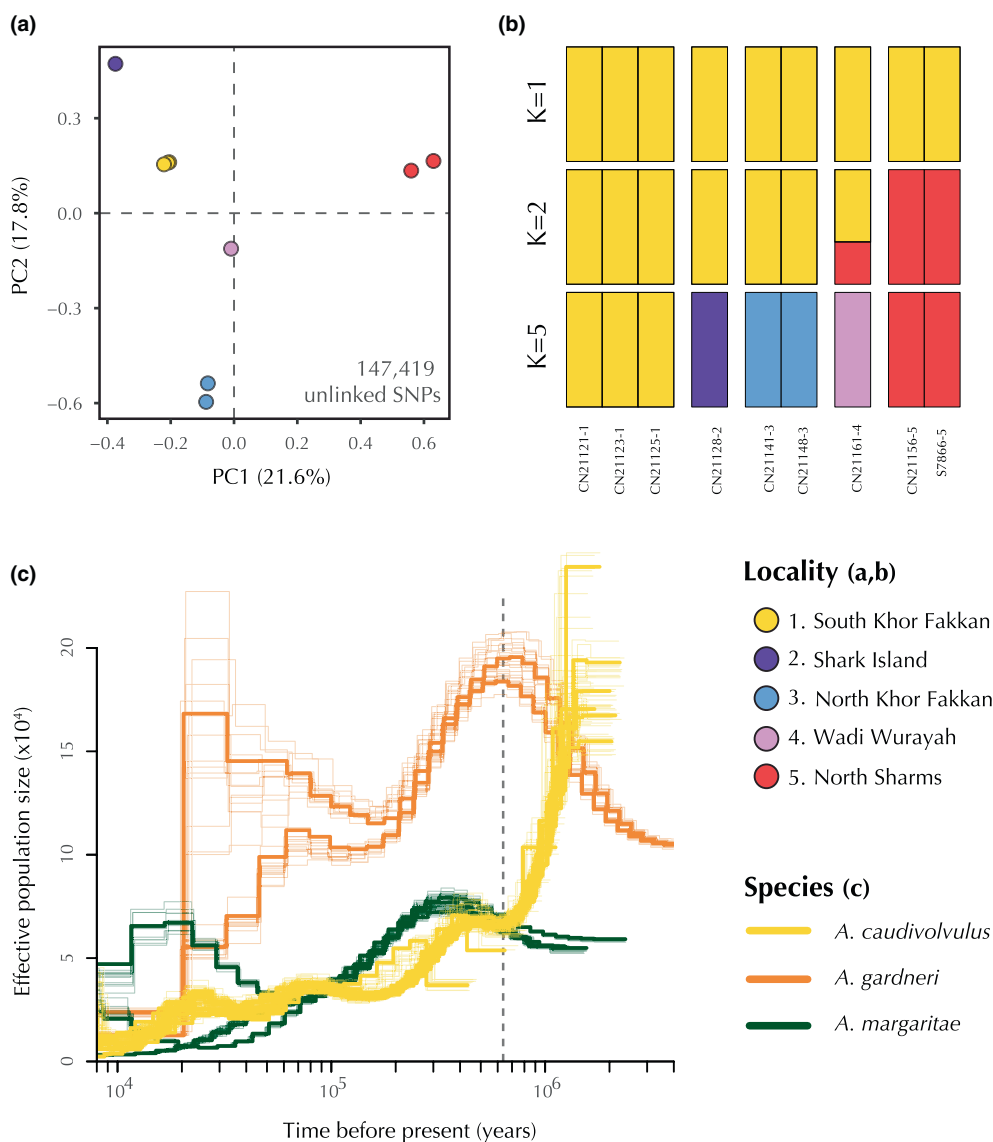 (a)
PC2 (17.8%)
0.3
0.0
−0.3
−0.6
147,419
unlinked SNPs
−0.4
−0.2
0.0
0.2
0.4
0.6
PC1 (21.6%)
(b)
K=1
K=2
K=5
CN21121-1
CN21123-1
CN21125-1
CN21128-2
CN21141-3
CN21148-3
CN21161-4
CN21156-5
S7866-5
(c)
Effective population size (x10⁴)
20
15
10
5
0
10⁴
10⁵
10⁶
Time before present (years)
Locality (a,b)
1. South Khor Fakkan
2. Shark Island
3. North Khor Fakkan
4. Wadi Wurayah
5. North Sharms
Species (c)
A. caudivolvulus
A. gardneri
A. margaritae